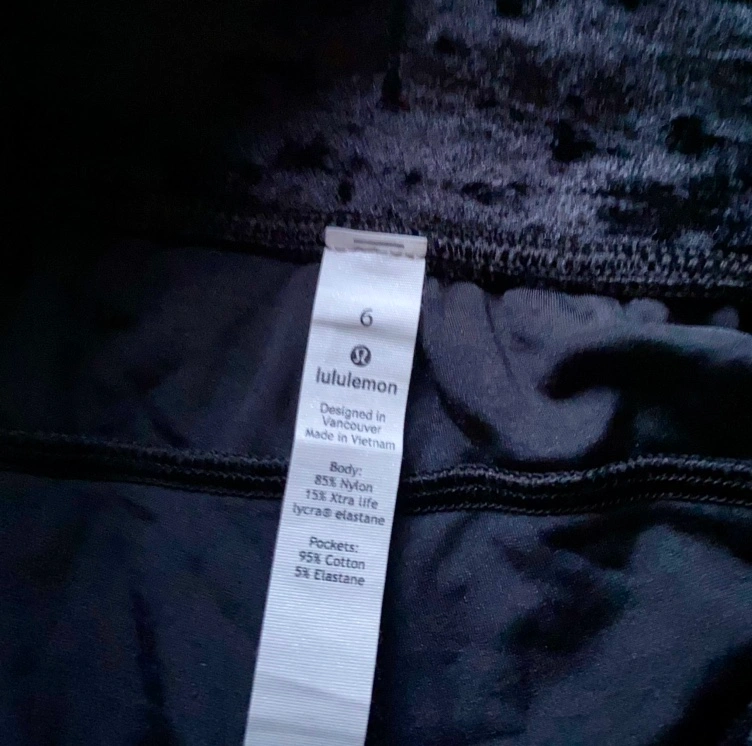 6
lululemon
Designed in
Vancouver
Made in Vietnam
Body:
85% Nylon
15% Xtra life
lycra® elastane
Pockets:
95% Cotton
5% Elastane